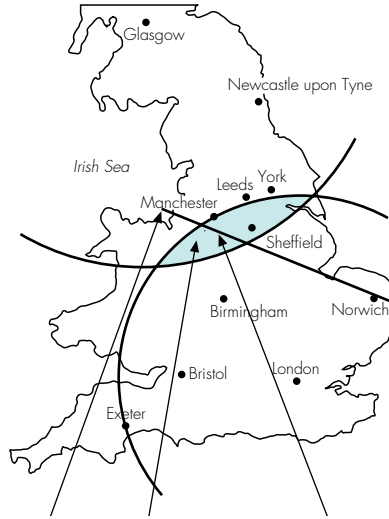 Glasgow
Newcastle upon Tyne
Irish Sea
Leeds
York
Manchester
Sheffield
Birmingham
Norwich
Bristol
London
Exeter